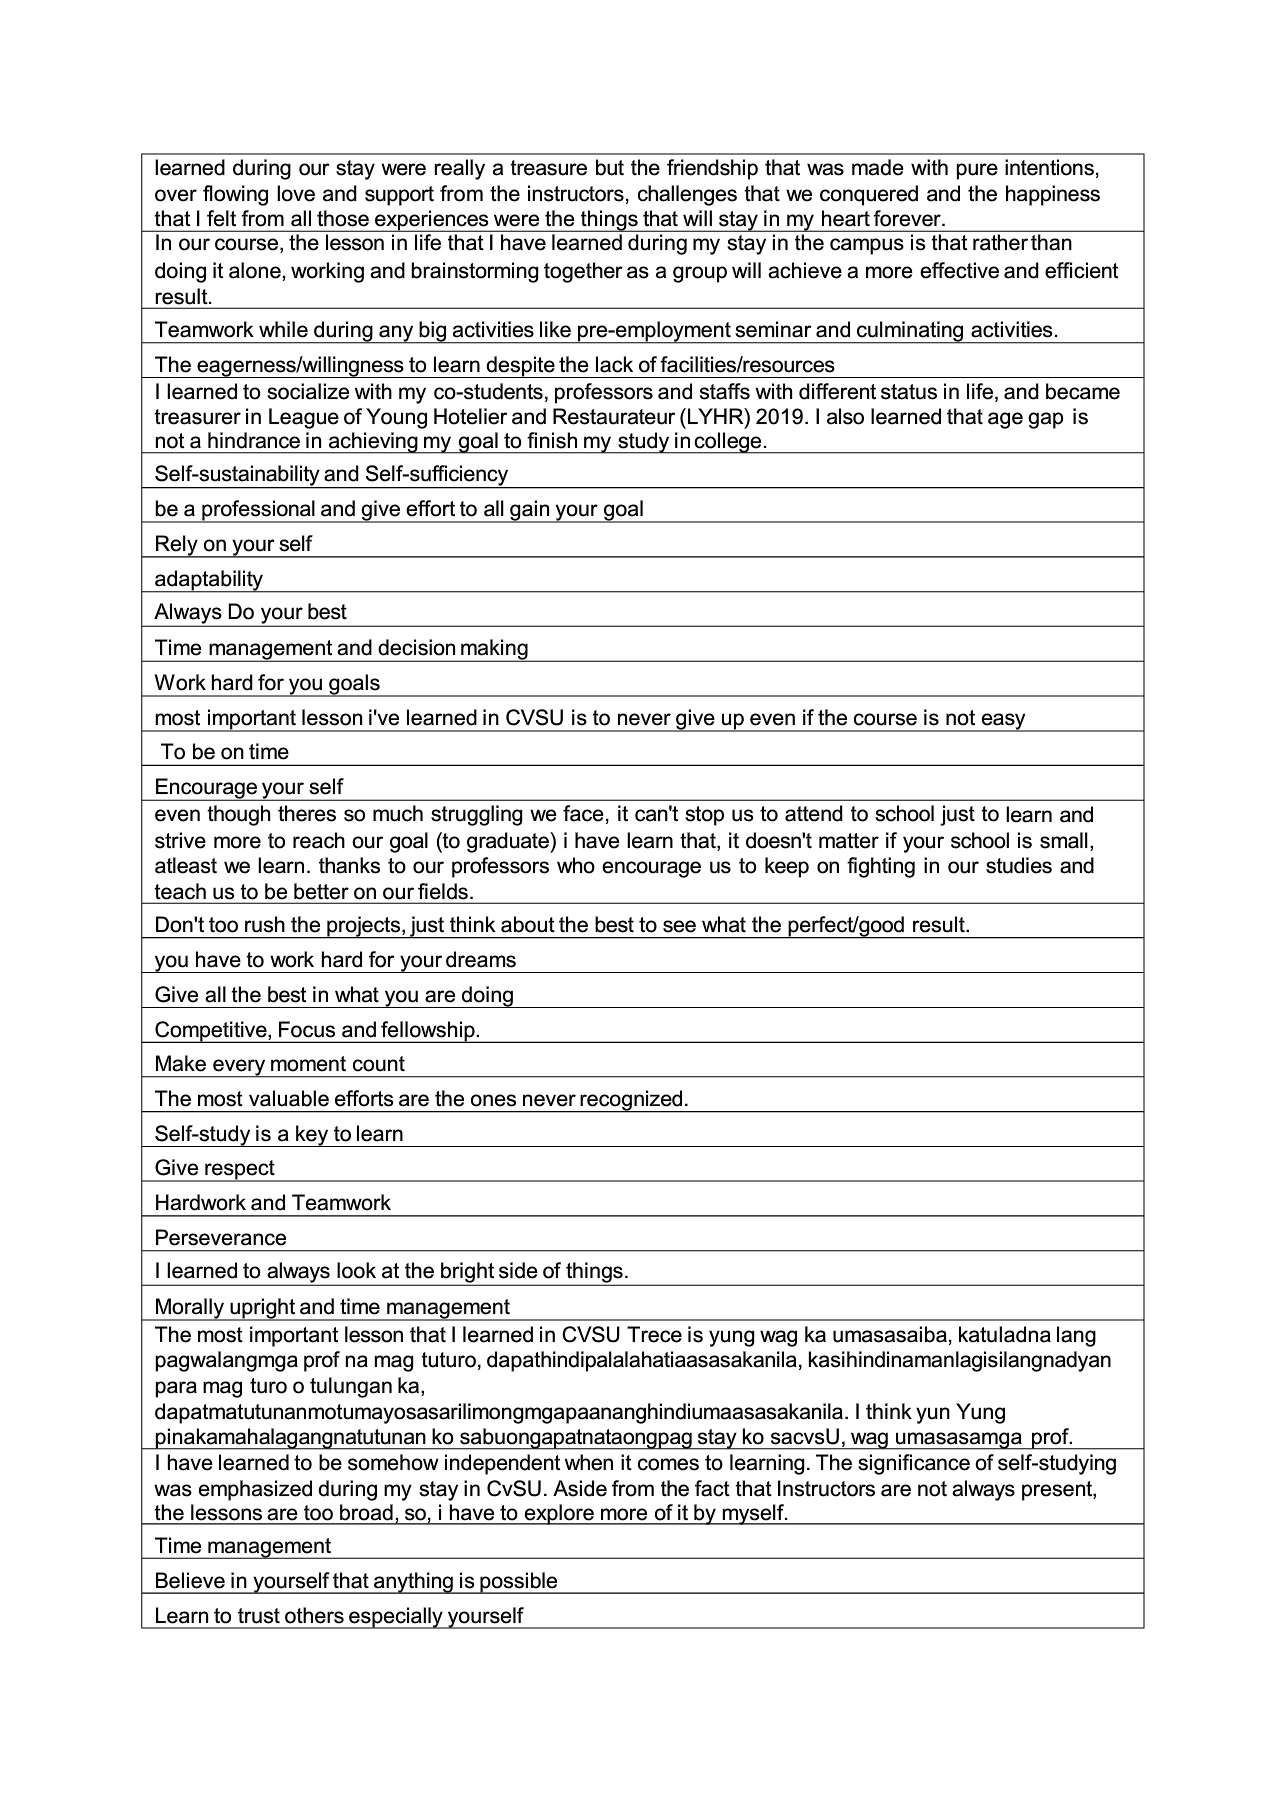 learned during our stay were really a treasure but the friendship that was made with pure intentions,
over flowing love and support from the instructors, challenges that we conquered and the happiness
that I felt from all those experiences were the things that will stay in my heart forever.
In our course, the lesson in life that I have learned during my stay in the campus is that rather than
doing it alone, working and brainstorming together as a group will achieve a more effective and efficient
result.
Teamwork while during any big activities like pre-employment seminar and culminating activities.
The eagerness/willingness to learn despite the lack of facilities/resources
I learned to socialize with my co-students, professors and staffs with different status in life, and became
treasurer in League of Young Hotelier and Restaurateur (LYHR) 2019. I also learned that age gap is
not a hindrance in achieving my goal to finish my study in college.
Self-sustainability and Self-sufficiency
be a professional and give effort to all gain your goal
Rely on your self
adaptability
Always Do your best
Time management and decision making
Work hard for you goals
most important lesson i've learned in CVSU is to never give up even if the course is not easy
To be on time
Encourage your self
even though theres so much struggling we face, it can't stop us to attend to school just to learn and
strive more to reach our goal (to graduate) i have learn that, it doesn't matter if your school is small,
atleast we learn. thanks to our professors who encourage us to keep on fighting in our studies and
teach us to be better on our fields.
Don't too rush the projects, just think about the best to see what the perfect/good result.
you have to work hard for your dreams
Give all the best in what you are doing
Competitive, Focus and fellowship.
Make every moment count
The most valuable efforts are the ones never recognized.
Self-study is a key to learn
Give respect
Hardwork and Teamwork
Perseverance
I learned to always look at the bright side of things.
Morally upright and time management
The most important lesson that I learned in CVSU Trece is yung wag ka umasasaiba, katuladna lang
pagwalangmga prof na mag tuturo, dapathindipalalahatiaasasakanila, kasihindinamanlagisilangnadyan
para mag turo o tulungan ka,
dapatmatutunanmotumayosasarilimongmgapaananghindiumaasasakanila. I think yun Yung
pinakamahalagangnatutunan ko sabuongapatnataongpag stay ko sacvsU, wag umasasamga prof.
I have learned to be somehow independent when it comes to learning. The significance of self-studying
was emphasized during my stay in CvSU. Aside from the fact that Instructors are not always present,
the lessons are too broad, so, i have to explore more of it by myself.
Time management
Believe in yourself that anything is possible
Learn to trust others especially yourself